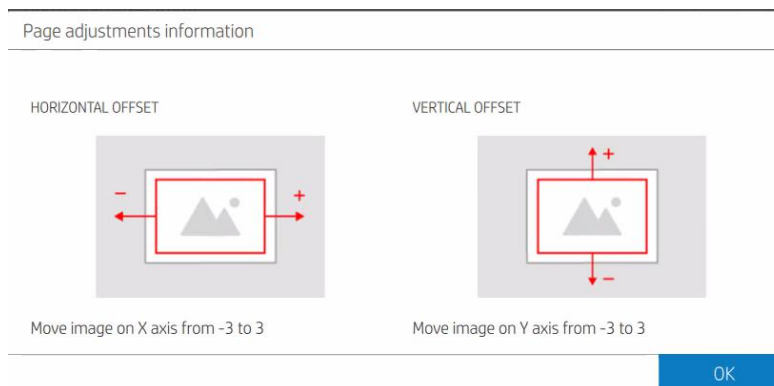 Page adjustments information
HORIZONTAL OFFSET
VERTICAL OFFSET
- +
+
-
Move image on X axis from -3 to 3
Move image on Y axis from -3 to 3
OK